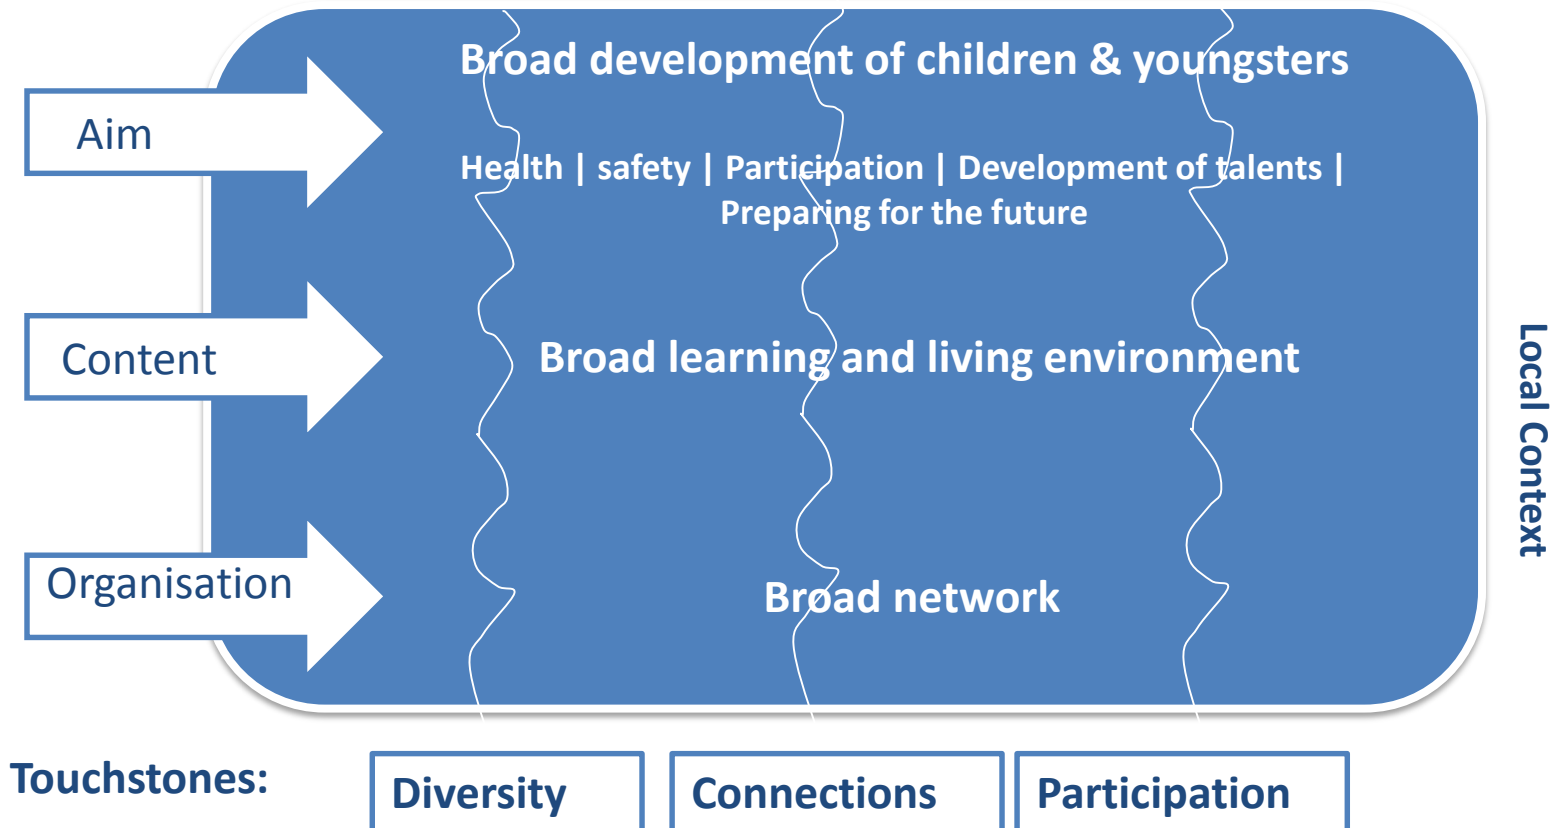 Broad development of children & youngsters
Aim
Health | safety | Participation | Development of talents |
Preparing for the future
Content
Broad learning and living environment
Local Context
Organisation
Broad network
Touchstones:
Diversity
Connections
Participation